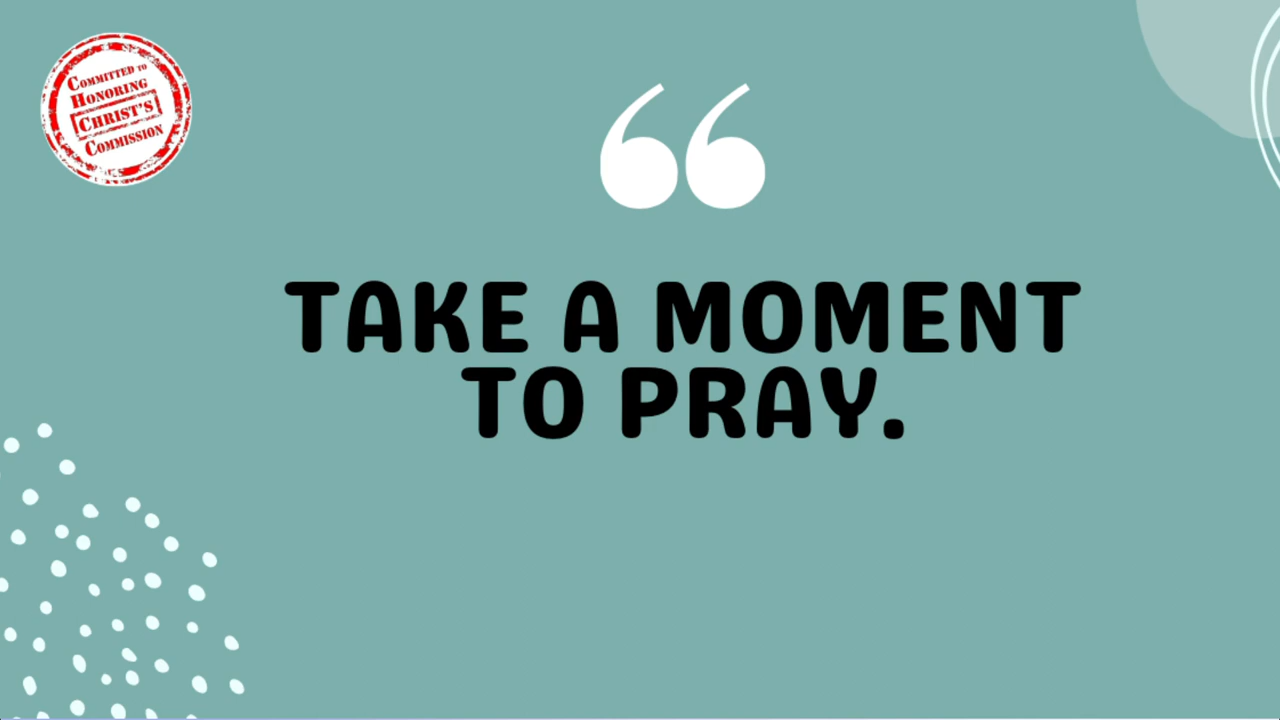 COMMITTED TO
HONORING
CHRIST'S
COMMISSION
“
TAKE A MOMENT
TO PRAY.